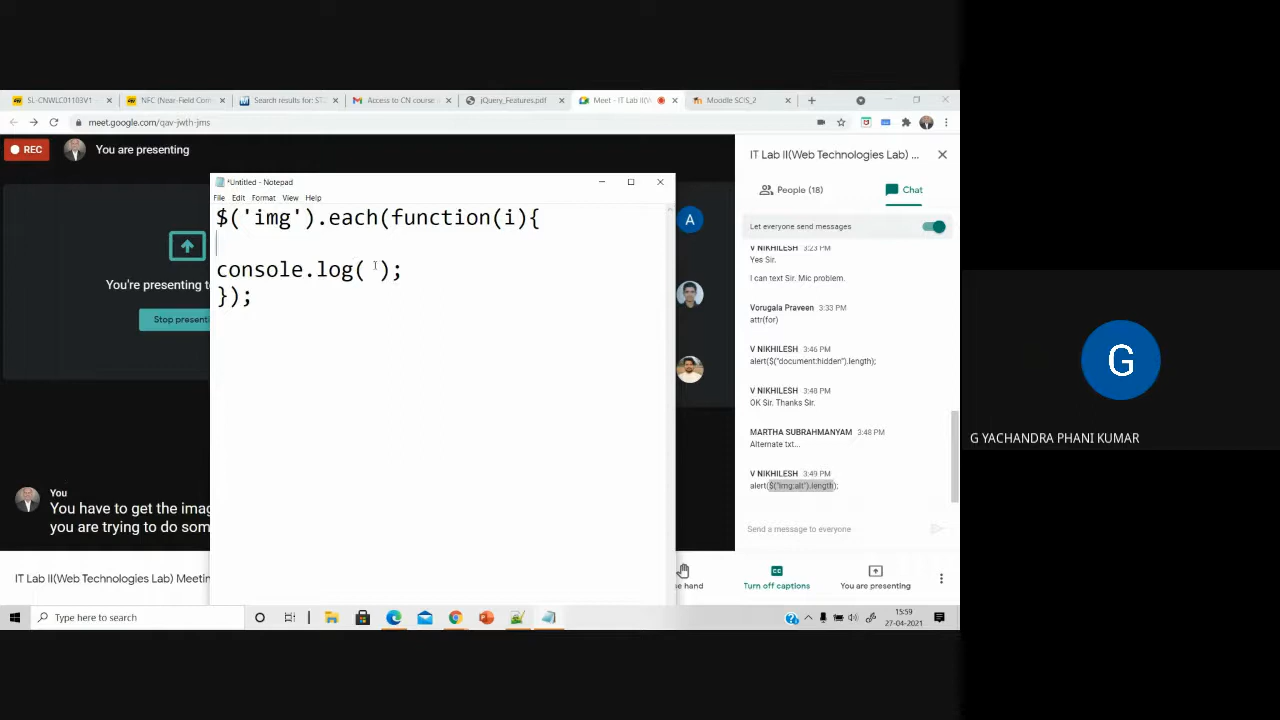 SL-CNWLC01103V1
NFC (Near-Field Com
Search results for: ST
Access to CN course
jQuery_Features.pdf
Meet - IT Lab II(W
Moodle SCIS_2
meet.google.com/qav-jwth-jms
REC
You are presenting
IT Lab II(Web Technologies Lab) ...
People (18)
Chat
Let everyone send messages
*Untitled - Notepad
File Edit Format View Help
$('img').each(function(i){
console.log( );
});
You're presenting to
Stop presenti
A
V NIKHILESH 3:23 PM
Yes Sir.
I can text Sir. Mic problem.
Vorugala Praveen 3:33 PM
attr(for)
V NIKHILESH 3:46 PM
alert($("document:hidden").length);
V NIKHILESH 3:48 PM
OK Sir. Thanks Sir.
MARTHA SUBRAHMANYAM 3:48 PM
Alternate txt...
V NIKHILESH 3:49 PM
alert($("img:alt").length);
Send a message to everyone
You
You have to get the imag
you are trying to do som
IT Lab II(Web Technologies Lab) Meetin
se hand
Turn off captions
You are presenting
Type here to search
15:59
27-04-2021
G
G YACHANDRA PHANI KUMAR